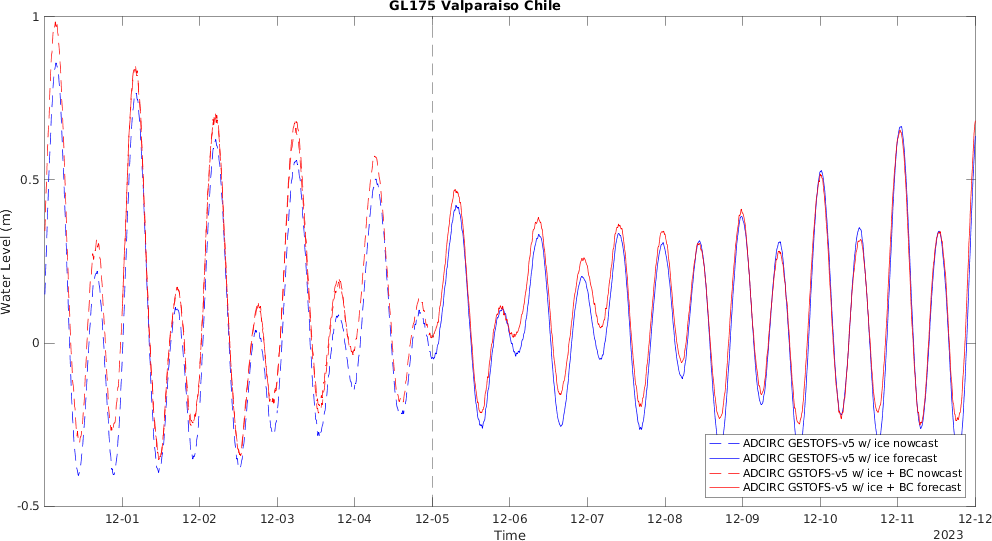 GL175 Valparaiso Chile
1
0.5
0
-0.5
Water Level (m)
12-01 12-02 12-03 12-04 12-05 12-06 12-07 12-08 12-09 12-10 12-11 12-12
Time
2023
ADCIRC GESTOFS-v5 w/ ice nowcast
ADCIRC GESTOFS-v5 w/ ice forecast
ADCIRC GSTOFS-v5 w/ ice + BC nowcast
ADCIRC GSTOFS-v5 w/ ice + BC forecast